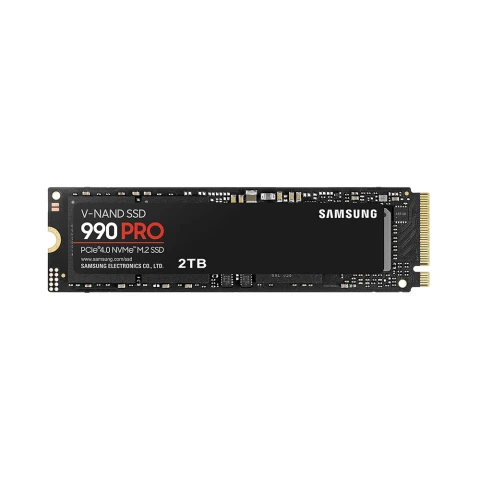 V-NAND SSD
SAMSUNG
990 PRO
PCIe®4.0 NVMe™ M.2 SSD
www.samsung.com/ssd
SAMSUNG ELECTRONICS CO., LTD.
2TB